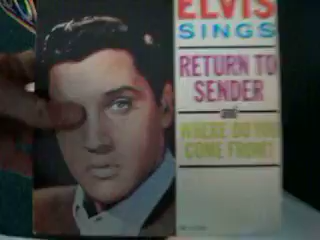 ELVIS
SINGS
RETURN TO
SENDER
and
WHERE DO YOU
COME FROM?